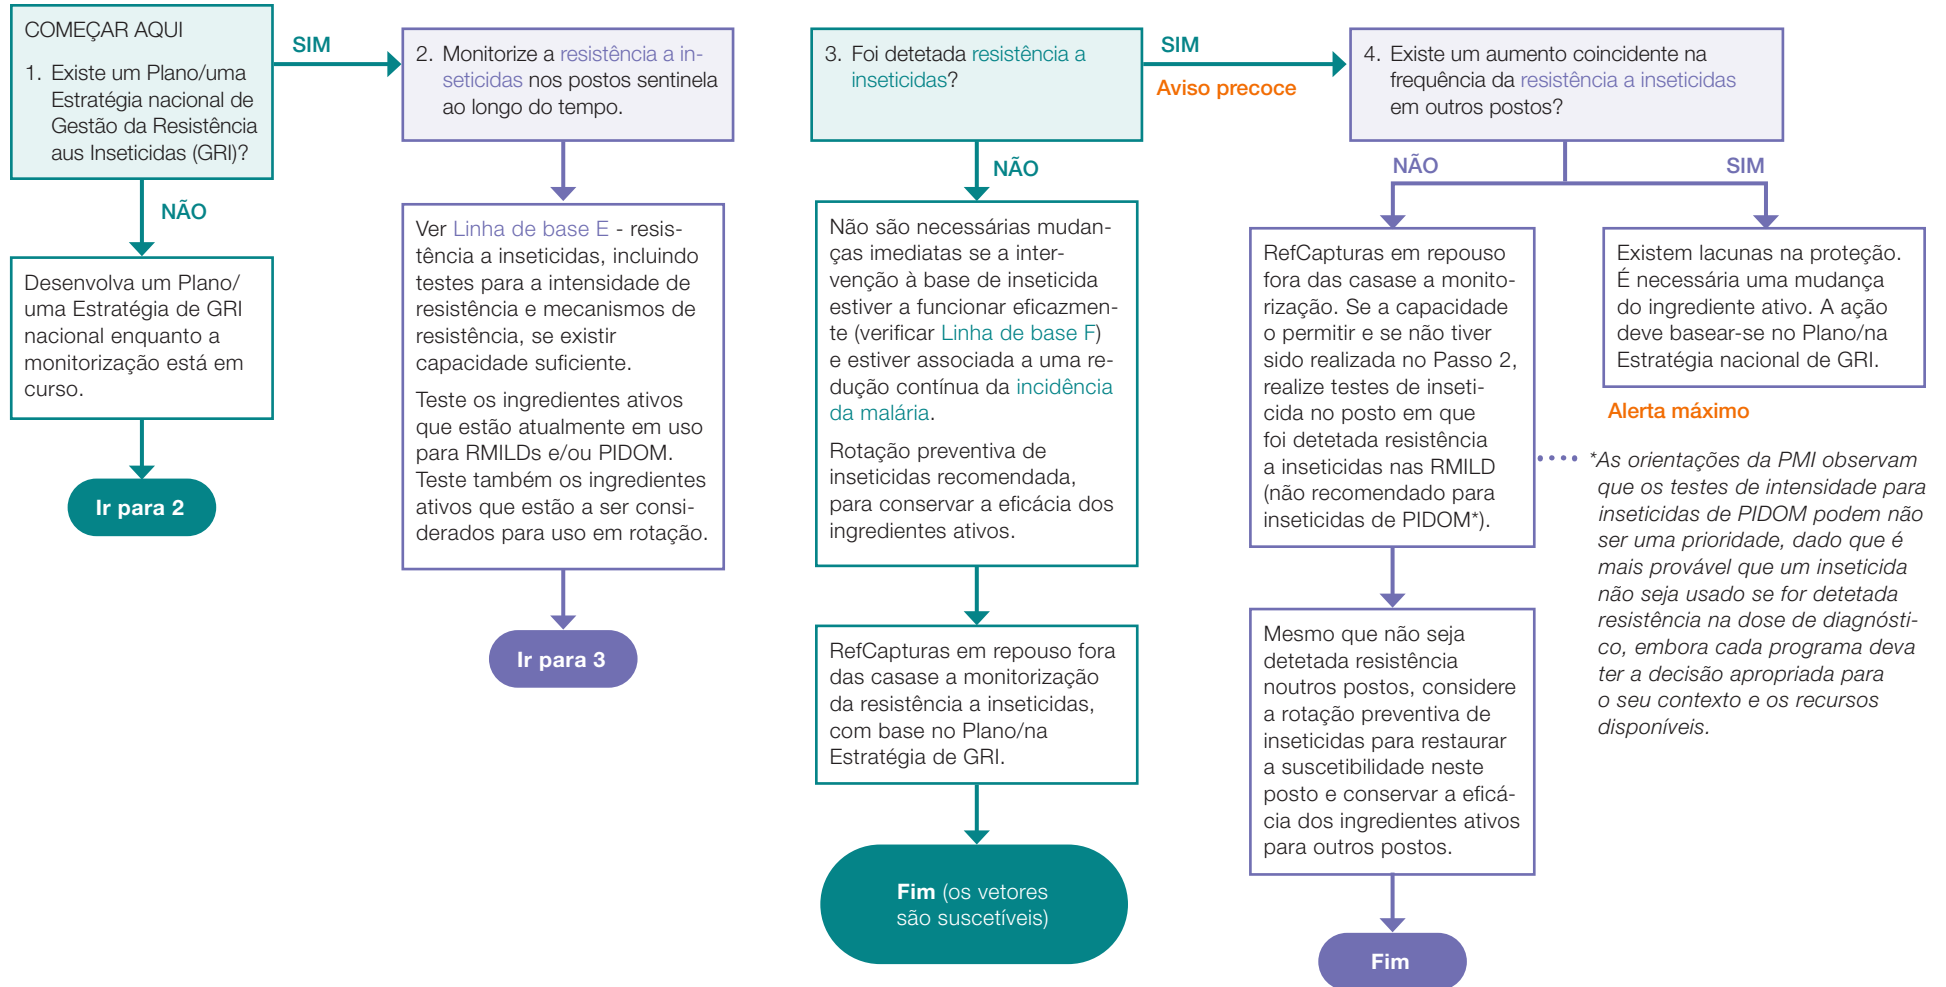 COMEÇAR AQUI
1. Existe um Plano/uma
Estratégia nacional de
Gestão da Resistência
aus Inseticidas (GRI)?
SIM
NÃO
Desenvolva um Plano/
uma Estratégia de GRI
nacional enquanto a
monitorização está em
curso.
Ir para 2
2. Monitorize a resistência a in-
seticidas nos postos sentinela
ao longo do tempo.
Ver Linha de base E - resis-
tência a inseticidas, incluindo
testes para a intensidade de
resistência e mecanismos de
resistência, se existir
capacidade suficiente.
Teste os ingredientes ativos
que estão atualmente em uso
para RMILDs e/ou PIDOM.
Teste também os ingredientes
ativos que estão a ser consi-
derados para uso em rotação.
Ir para 3
3. Foi detetada resistência a
inseticidas?
SIM
Aviso precoce
NÃO
Não são necessárias mudan-
ças imediatas se a inter-
venção à base de inseticida
estiver a funcionar eficazmen-
te (verificar Linha de base F)
e estiver associada a uma re-
dução contínua da incidência
da malária.
Rotação preventiva de
inseticidas recomendada,
para conservar a eficácia dos
ingredientes ativos.
RefCapturas em repouso fora
das casase a monitorização
da resistência a inseticidas,
com base no Plano/na
Estratégia de GRI.
Fim (os vetores
são suscetíveis)
4. Existe um aumento coincidente na
frequência da resistência a inseticidas
em outros postos?
NÃO
SIM
RefCapturas em repouso
fora das casase a monito-
rização. Se a capacidade
o permitir e se não tiver
sido realizada no Passo 2,
realize testes de inseti-
cida no posto em que
foi detetada resistência
a inseticidas nas RMILD
(não recomendado para
inseticidas de PIDOM*).
Mesmo que não seja
detetada resistência
noutros postos, considere
a rotação preventiva de
inseticidas para restaurar
a suscetibilidade neste
posto e conservar a eficá-
cia dos ingredientes ativos
para outros postos.
Fim
Existem lacunas na proteção.
É necessária uma mudança
do ingrediente ativo. A ação
deve basear-se no Plano/na
Estratégia nacional de GRI.
Alerta máximo
*As orientações da PMI observam
que os testes de intensidade para
inseticidas de PIDOM podem não
ser uma prioridade, dado que é
mais provável que um inseticida
não seja usado se for detetada
resistência na dose de diagnósti-
co, embora cada programa deva
ter a decisão apropriada para
o seu contexto e os recursos
disponíveis.